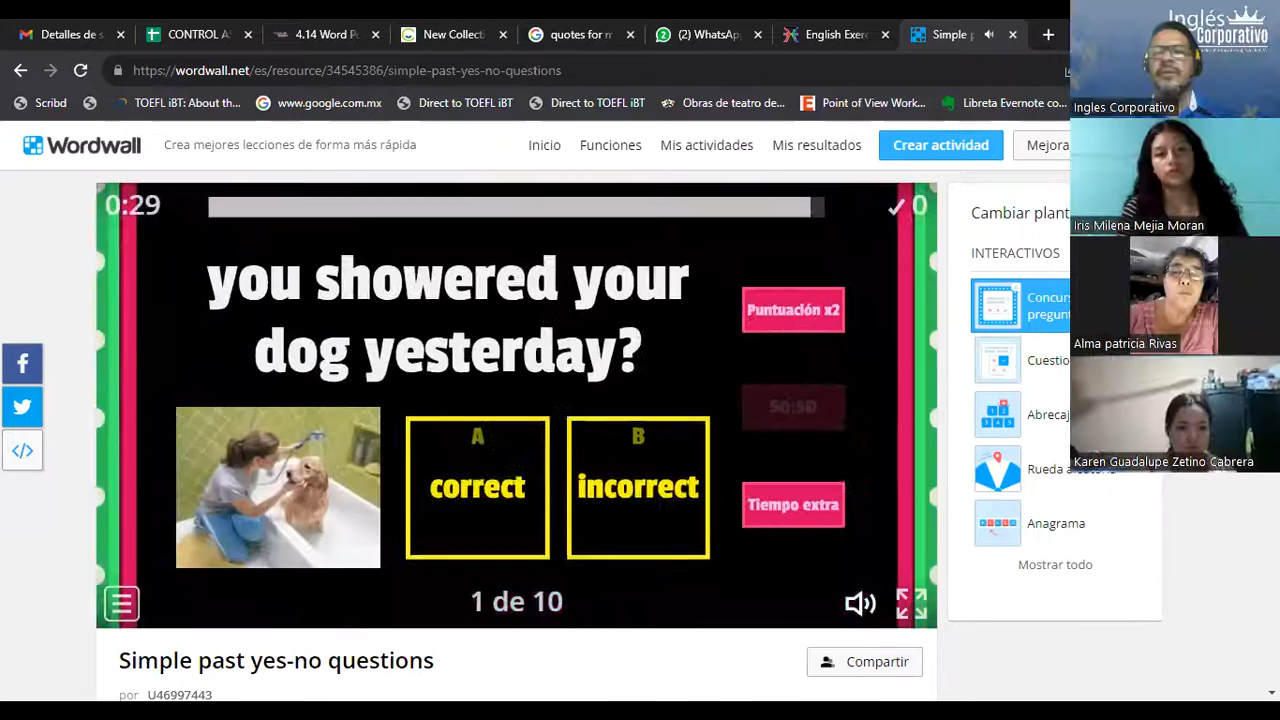 Detalles de s
CONTROL A
4.14 Word P
New Collect
quotes for m
(2) WhatsAp
English Exer
Simple p
https://wordwall.net/es/resource/34545386/simple-past-yes-no-questions
Scribd
TOEFL iBT: About th...
www.google.com.mx
Direct to TOEFL iBT
Direct to TOEFL iBT
Obras de teatro de...
Point of View Work...
Libreta Evernote co...
Inglés
Corporativo
Ingles Corporativo
Wordwall
Crea mejores lecciones de forma más rápida
Inicio
Funciones
Mis actividades
Mis resultados
Crear actividad
Mejora
0:29
0
you showered your
dog yesterday?
Puntuación x2
50:50
Tiempo extra
A
correct
B
incorrect
1 de 10
Cambiar plant
INTERACTIVOS
Concurs
pregunt
Cuestio
Abrecaj
Rueda
Anagrama
Mostrar todo
Iris Milena Mejia Moran
Alma patricia Rivas
Karen Guadalupe Zetino Cabrera
Simple past yes-no questions
Compartir
por U46997443